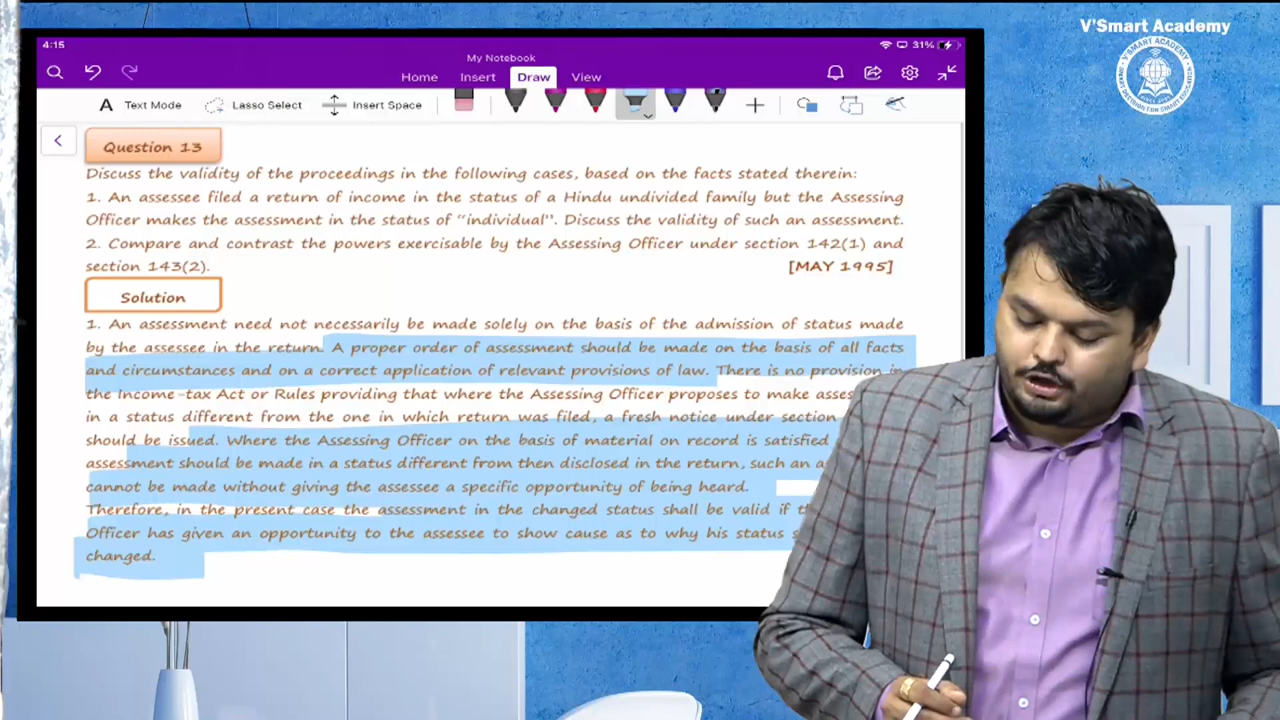 V'Smart Academy
4:15
31%
My Notebook
Home Insert Draw View
Text Mode Lasso Select Insert Space
Question 13
Discuss the validity of the proceedings in the following cases, based on the facts stated therein:
1. An assessee filed a return of income in the status of a Hindu undivided family but the Assessing
Officer makes the assessment in the status of "individual". Discuss the validity of such an assessment.
2. Compare and contrast the powers exercisable by the Assessing Officer under section 142(1) and
section 143(2). [MAY 1995]
Solution
1. An assessment need not necessarily be made solely on the basis of the admission of status made
by the assessee in the return. A proper order of assessment should be made on the basis of all facts
and circumstances and on a correct application of relevant provisions of law. There is no provision in
the Income-tax Act or Rules providing that where the Assessing Officer proposes to make asses
in a status different from the one in which return was filed, a fresh notice under section
should be issued. Where the Assessing Officer on the basis of material on record is satisfied
assessment should be made in a status different from then disclosed in the return, such an a
cannot be made without giving the assessee a specific opportunity of being heard.
Therefore, in the present case the assessment in the changed status shall be valid if th
Officer has given an opportunity to the assessee to show cause as to why his status s
changed.